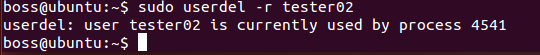 boss@ubuntu:~$ sudo userdel -r tester02
userdel: user tester02 is currently used by process 4541
boss@ubuntu:~$